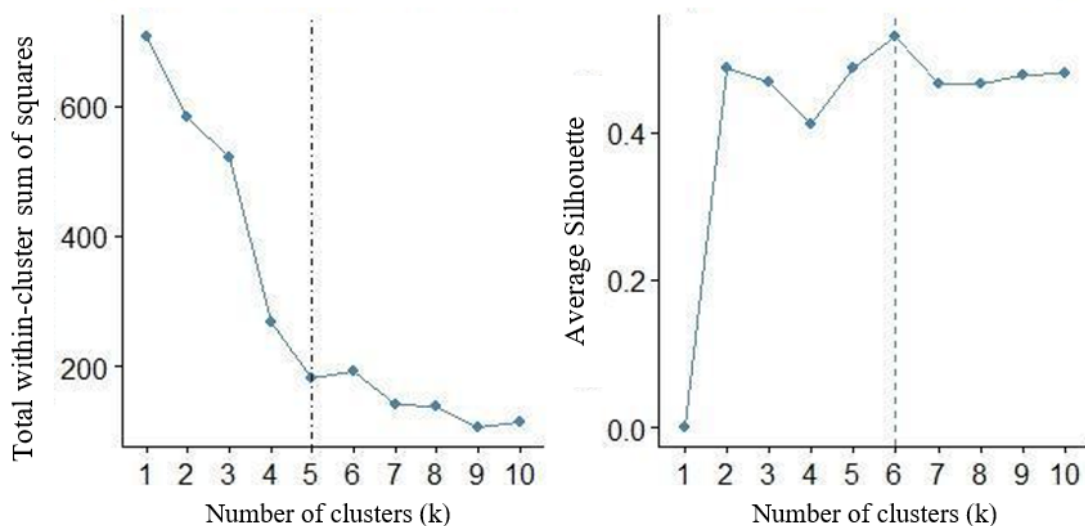 Total within-cluster sum of squares
600
400
200
1 2 3 4 5 6 7 8 9 10
Number of clusters (k)
Average Silhouette
0.4
0.2
0.0
1 2 3 4 5 6 7 8 9 10
Number of clusters (k)